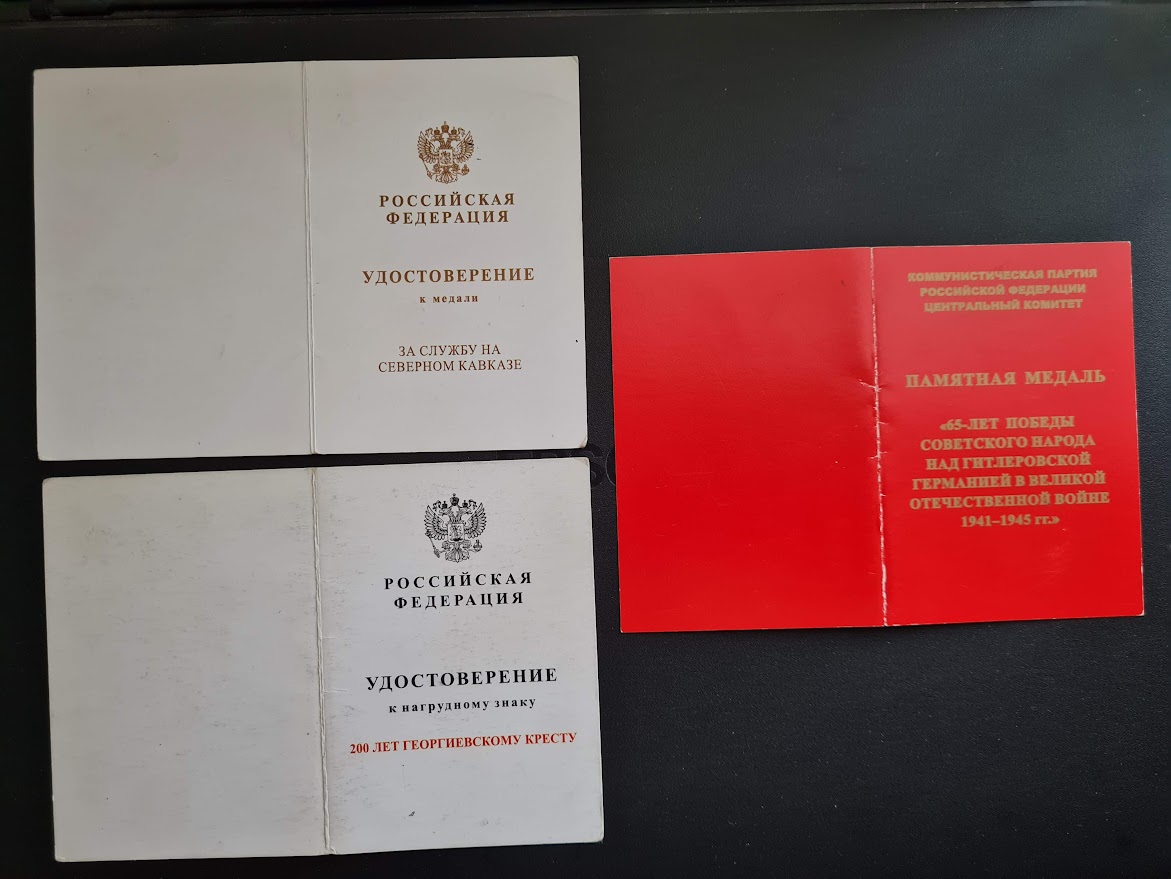 РОССИЙСКАЯ
ФЕДЕРАЦИЯ
УДОСТОВЕРЕНИЕ
к медали
ЗА СЛУЖБУ НА
СЕВЕРНОМ КАВКАЗЕ
РОССИЙСКАЯ
ФЕДЕРАЦИЯ
УДОСТОВЕРЕНИЕ
к нагрудному знаку
200 ЛЕТ ГЕОРГИЕВСКОМУ КРЕСТУ
КОММУНИСТИЧЕСКАЯ ПАРТИЯ
РОССИЙСКОЙ ФЕДЕРАЦИИ
ЦЕНТРАЛЬНЫЙ КОМИТЕТ
ПАМЯТНАЯ МЕДАЛЬ
«65-ЛЕТ ПОБЕДЫ
СОВЕТСКОГО НАРОДА
НАД ГИТЛЕРОВСКОЙ
ГЕРМАНИЕЙ В ВЕЛИКОЙ
ОТЕЧЕСТВЕННОЙ ВОЙНЕ
1941–1945 гг.»